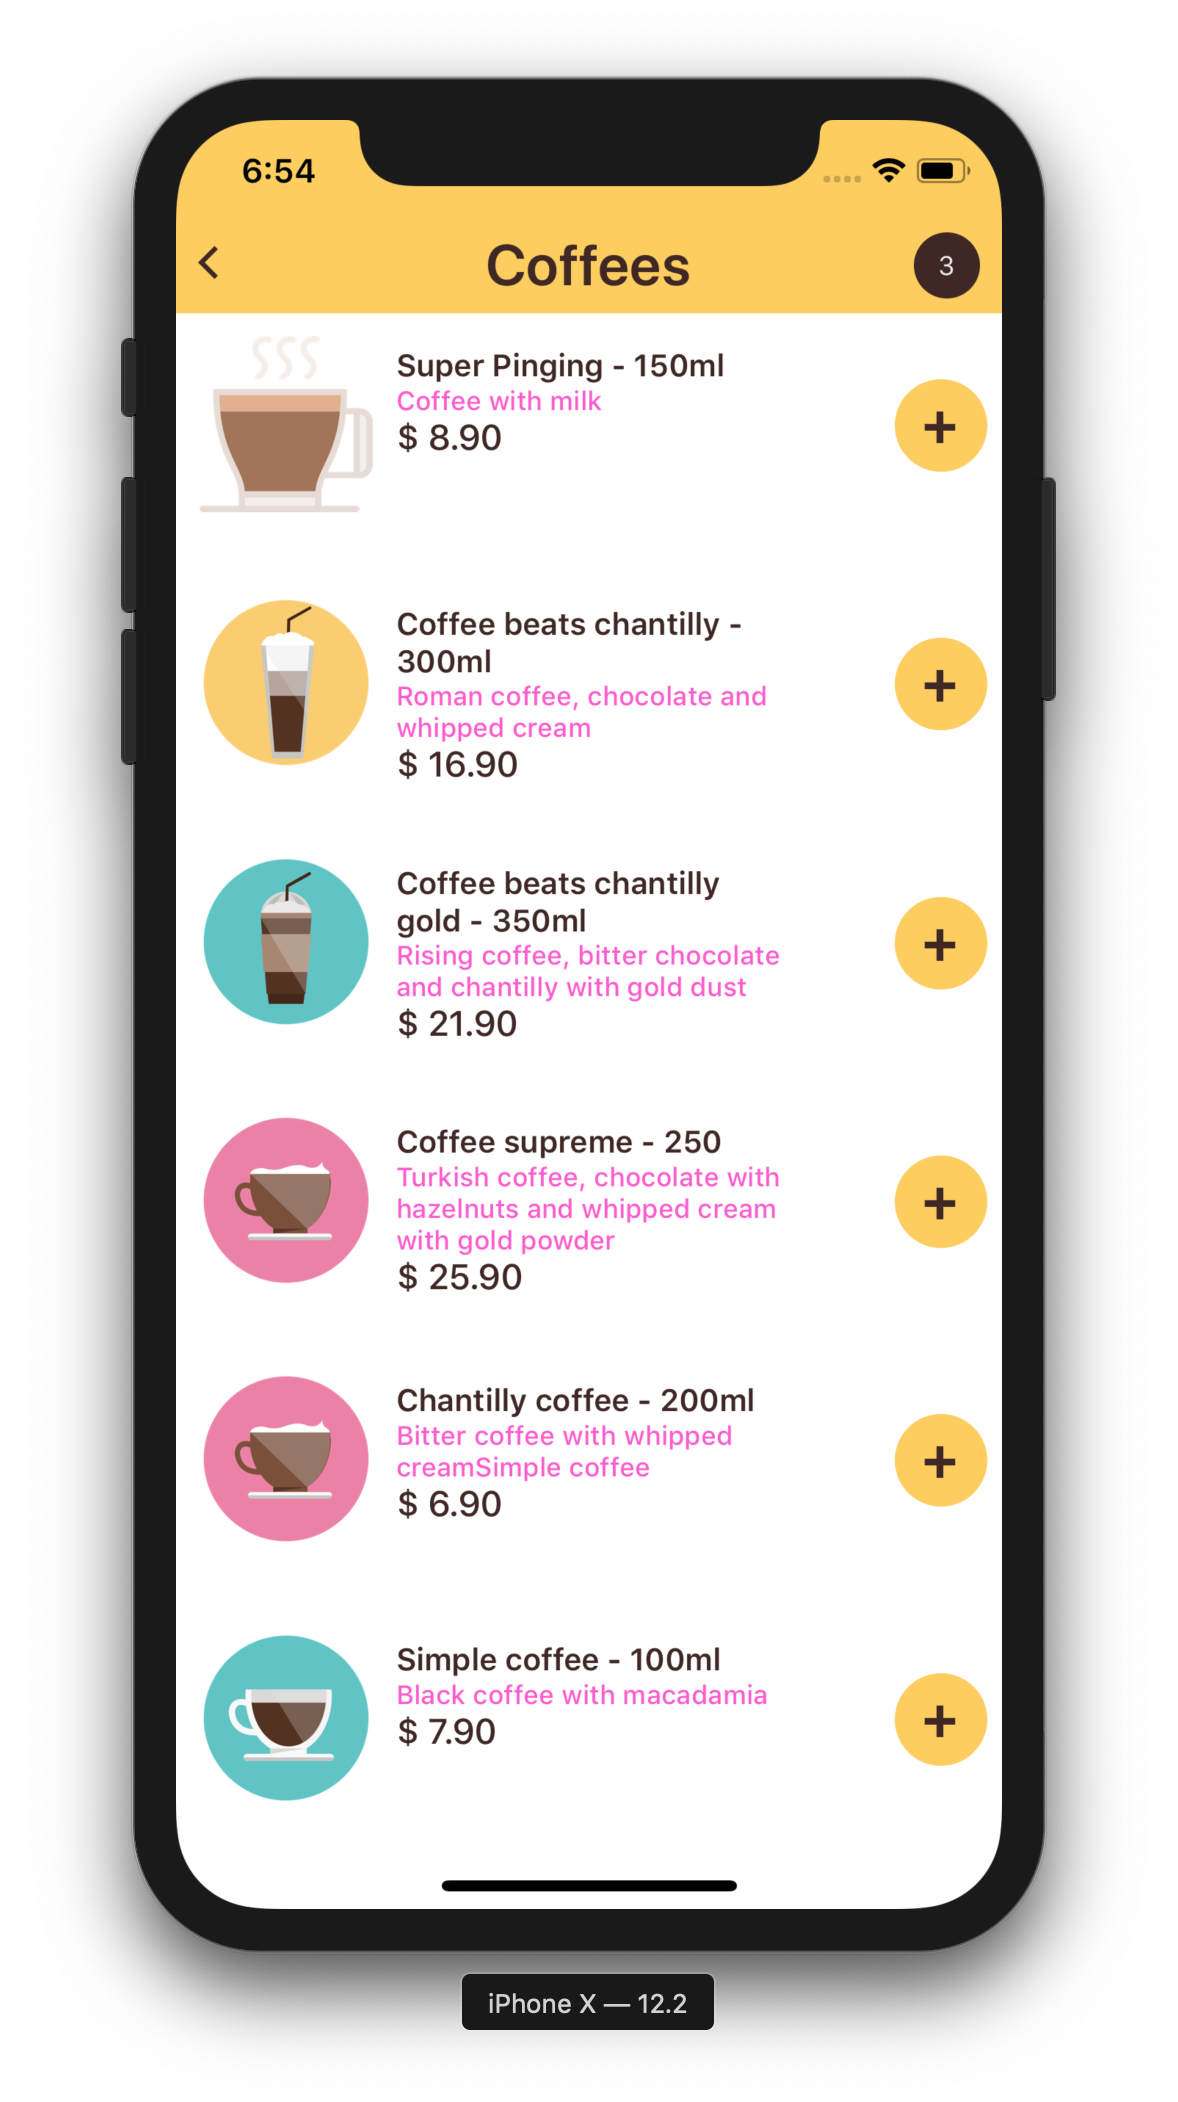 6:54
Coffees
3
Super Pinging - 150ml
Coffee with milk
$ 8.90
+
Coffee beats chantilly -
300ml
Roman coffee, chocolate and
whipped cream
$ 16.90
+
Coffee beats chantilly
gold - 350ml
Rising coffee, bitter chocolate
and chantilly with gold dust
$ 21.90
+
Coffee supreme - 250
Turkish coffee, chocolate with
hazelnuts and whipped cream
with gold powder
$ 25.90
+
Chantilly coffee - 200ml
Bitter coffee with whipped
creamSimple coffee
$ 6.90
+
Simple coffee - 100ml
Black coffee with macadamia
$ 7.90
+
iPhone X — 12.2